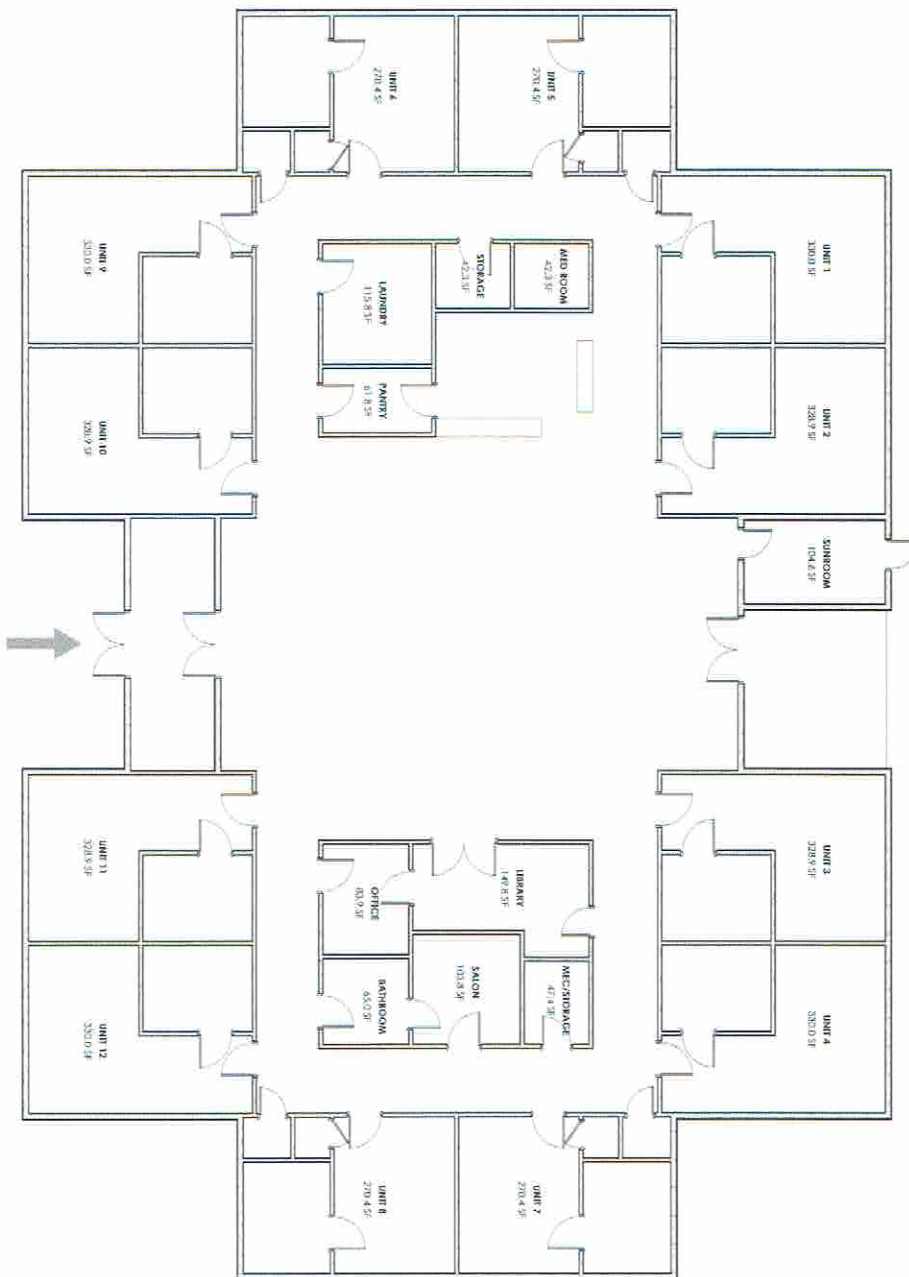 UNIT 6
270.4 SF
UNIT 5
270.4 SF
UNIT 9
330.0 SF
STORAGE
42.3 SF
MED ROOM
42.3 SF
UNIT 1
330.0 SF
LAUNDRY
115.8 SF
PANTRY
61.8 SF
UNIT 10
328.9 SF
UNIT 2
328.9 SF
SUNROOM
SF
UNIT 11
328.9 SF
OFFICE
83.9 SF
LIBRARY
149.8 SF
UNIT 3
328.9 SF
UNIT 12
330.0 SF
BATHROOM
65.0 SF
SALON
103.8 SF
MEC/STORAGE
47.4 SF
UNIT 4
330.0 SF
UNIT 8
270.4 SF
UNIT 7
270.4 SF